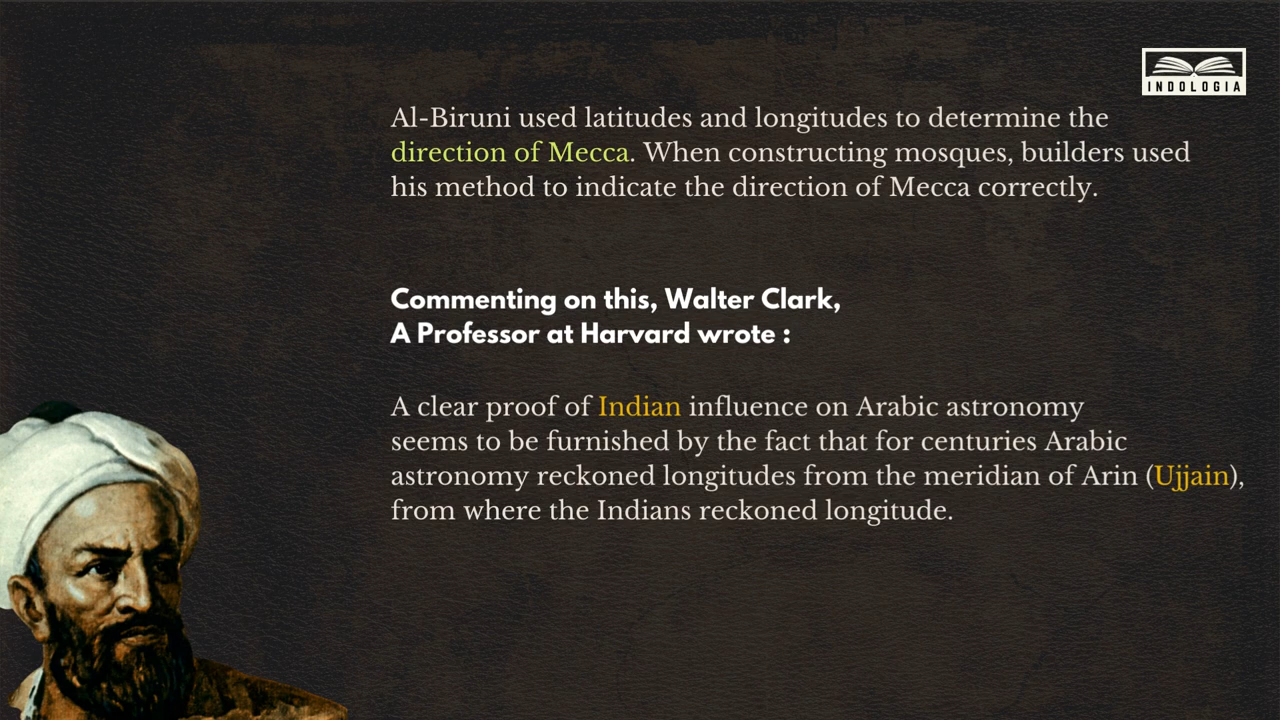 INDOLOGIA
Al-Biruni used latitudes and longitudes to determine the
direction of Mecca. When constructing mosques, builders used
his method to indicate the direction of Mecca correctly.
Commenting on this, Walter Clark,
A Professor at Harvard wrote :
A clear proof of Indian influence on Arabic astronomy
seems to be furnished by the fact that for centuries Arabic
astronomy reckoned longitudes from the meridian of Arin (Ujjain),
from where the Indians reckoned longitude.